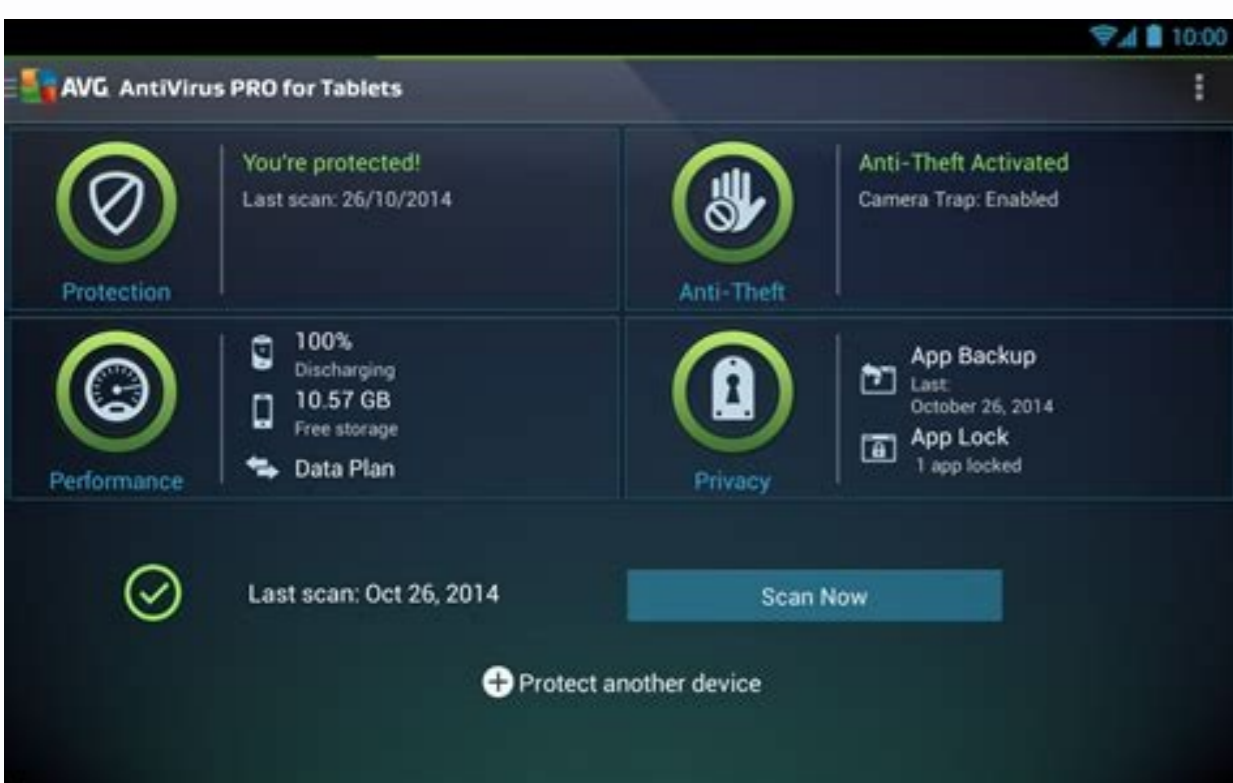 10:00
AVG AntiVirus PRO for Tablets
You're protected!
Last scan: 26/10/2014
Protection
Anti-Theft Activated
Camera Trap: Enabled
Anti-Theft
100%
Discharging
10.57 GB
Free storage
Data Plan
Performance
App Backup
Last:
October 26, 2014
App Lock
1 app locked
Privacy
Last scan: Oct 26, 2014
Scan Now
Protect another device